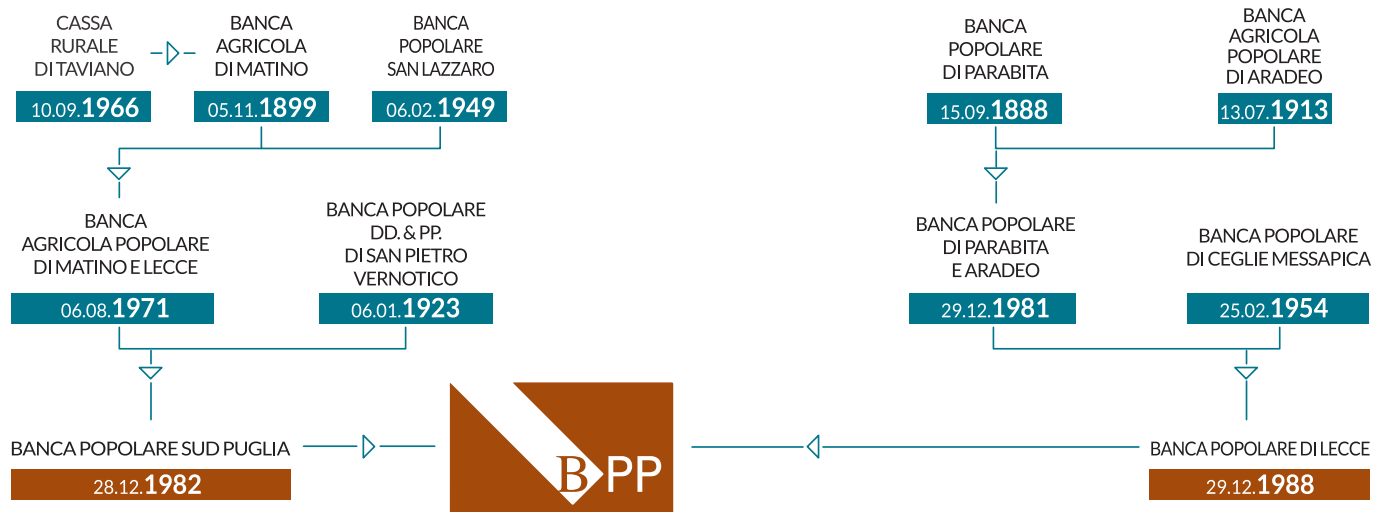 CASSA
RURALE
DI TAVIANO
10.09.1966
BANCA
AGRICOLA
DI MATINO
05.11.1899
BANCA
POPOLARE
SAN LAZZARO
06.02.1949
BANCA
POPOLARE
DI PARABITA
15.09.1888
BANCA
AGRICOLA
POPOLARE
DI ARADEO
13.07.1913
BANCA
AGRICOLA POPOLARE
DI MATINO E LECCE
06.08.1971
BANCA POPOLARE
DD. & PP.
DI SAN PIETRO
VERNOTICO
06.01.1923
BANCA POPOLARE
DI PARABITA
E ARADEO
29.12.1981
BANCA POPOLARE
DI CEGLIE MESSAPICA
25.02.1954
BANCA POPOLARE SUD PUGLIA
28.12.1982
BPP
BANCA POPOLARE DI LECCE
29.12.1988